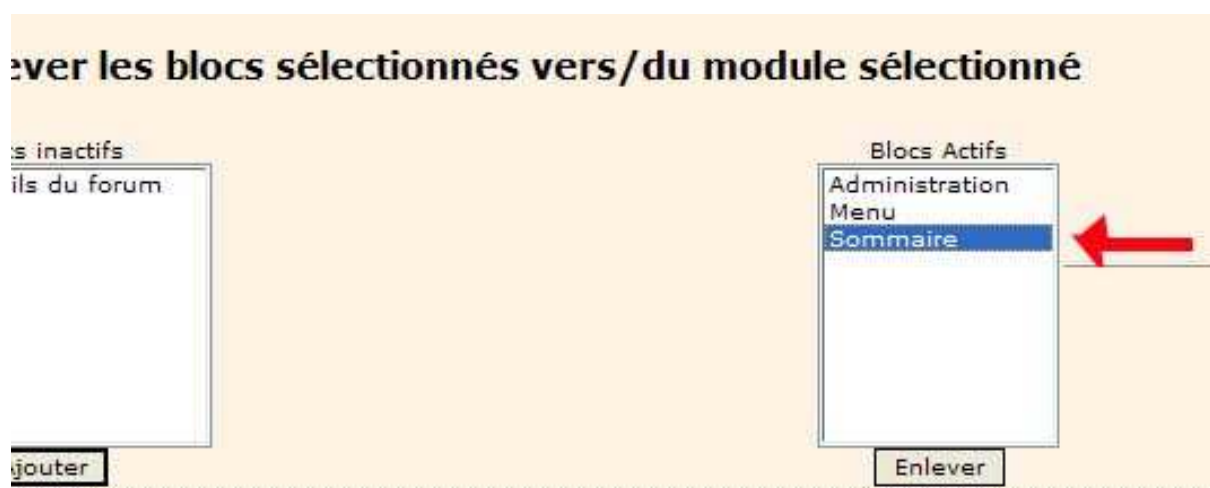 ever les blocs sélectionnés vers/du module sélectionné
s inactifs
ils du forum
jouter
Blocs Actifs
Administration
Menu
Sommaire
Enlever